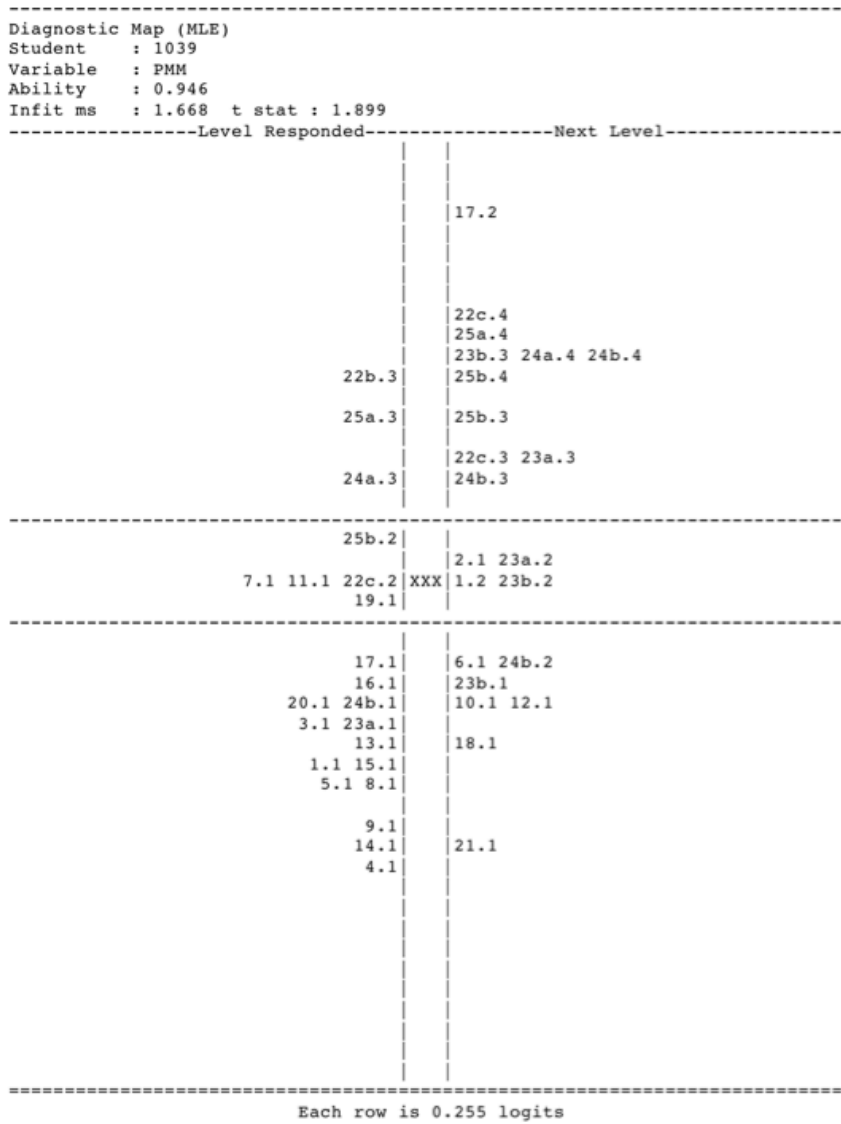 Diagnostic Map (MLE)
Student : 1039
Variable : PMM
Ability : 0.946
Infit ms : 1.668 t stat : 1.899
-----------------Level Responded-----------------Next Level----------------
17.2
22c.4
25a.4
23b.3 24a.4 24b.4
22b.3| |25b.4
25a.3| |25b.3
22c.3 23a.3
24a.3| |24b.3
25b.2| |
2.1 23a.2
7.1 11.1 22c.2|XXX|1.2 23b.2
19.1| |
17.1| |6.1 24b.2
16.1| |23b.1
20.1 24b.1| |10.1 12.1
3.1 23a.1| |
13.1| |18.1
1.1 15.1| |
5.1 8.1| |
9.1| |
14.1| |21.1
4.1| |
Each row is 0.255 logits